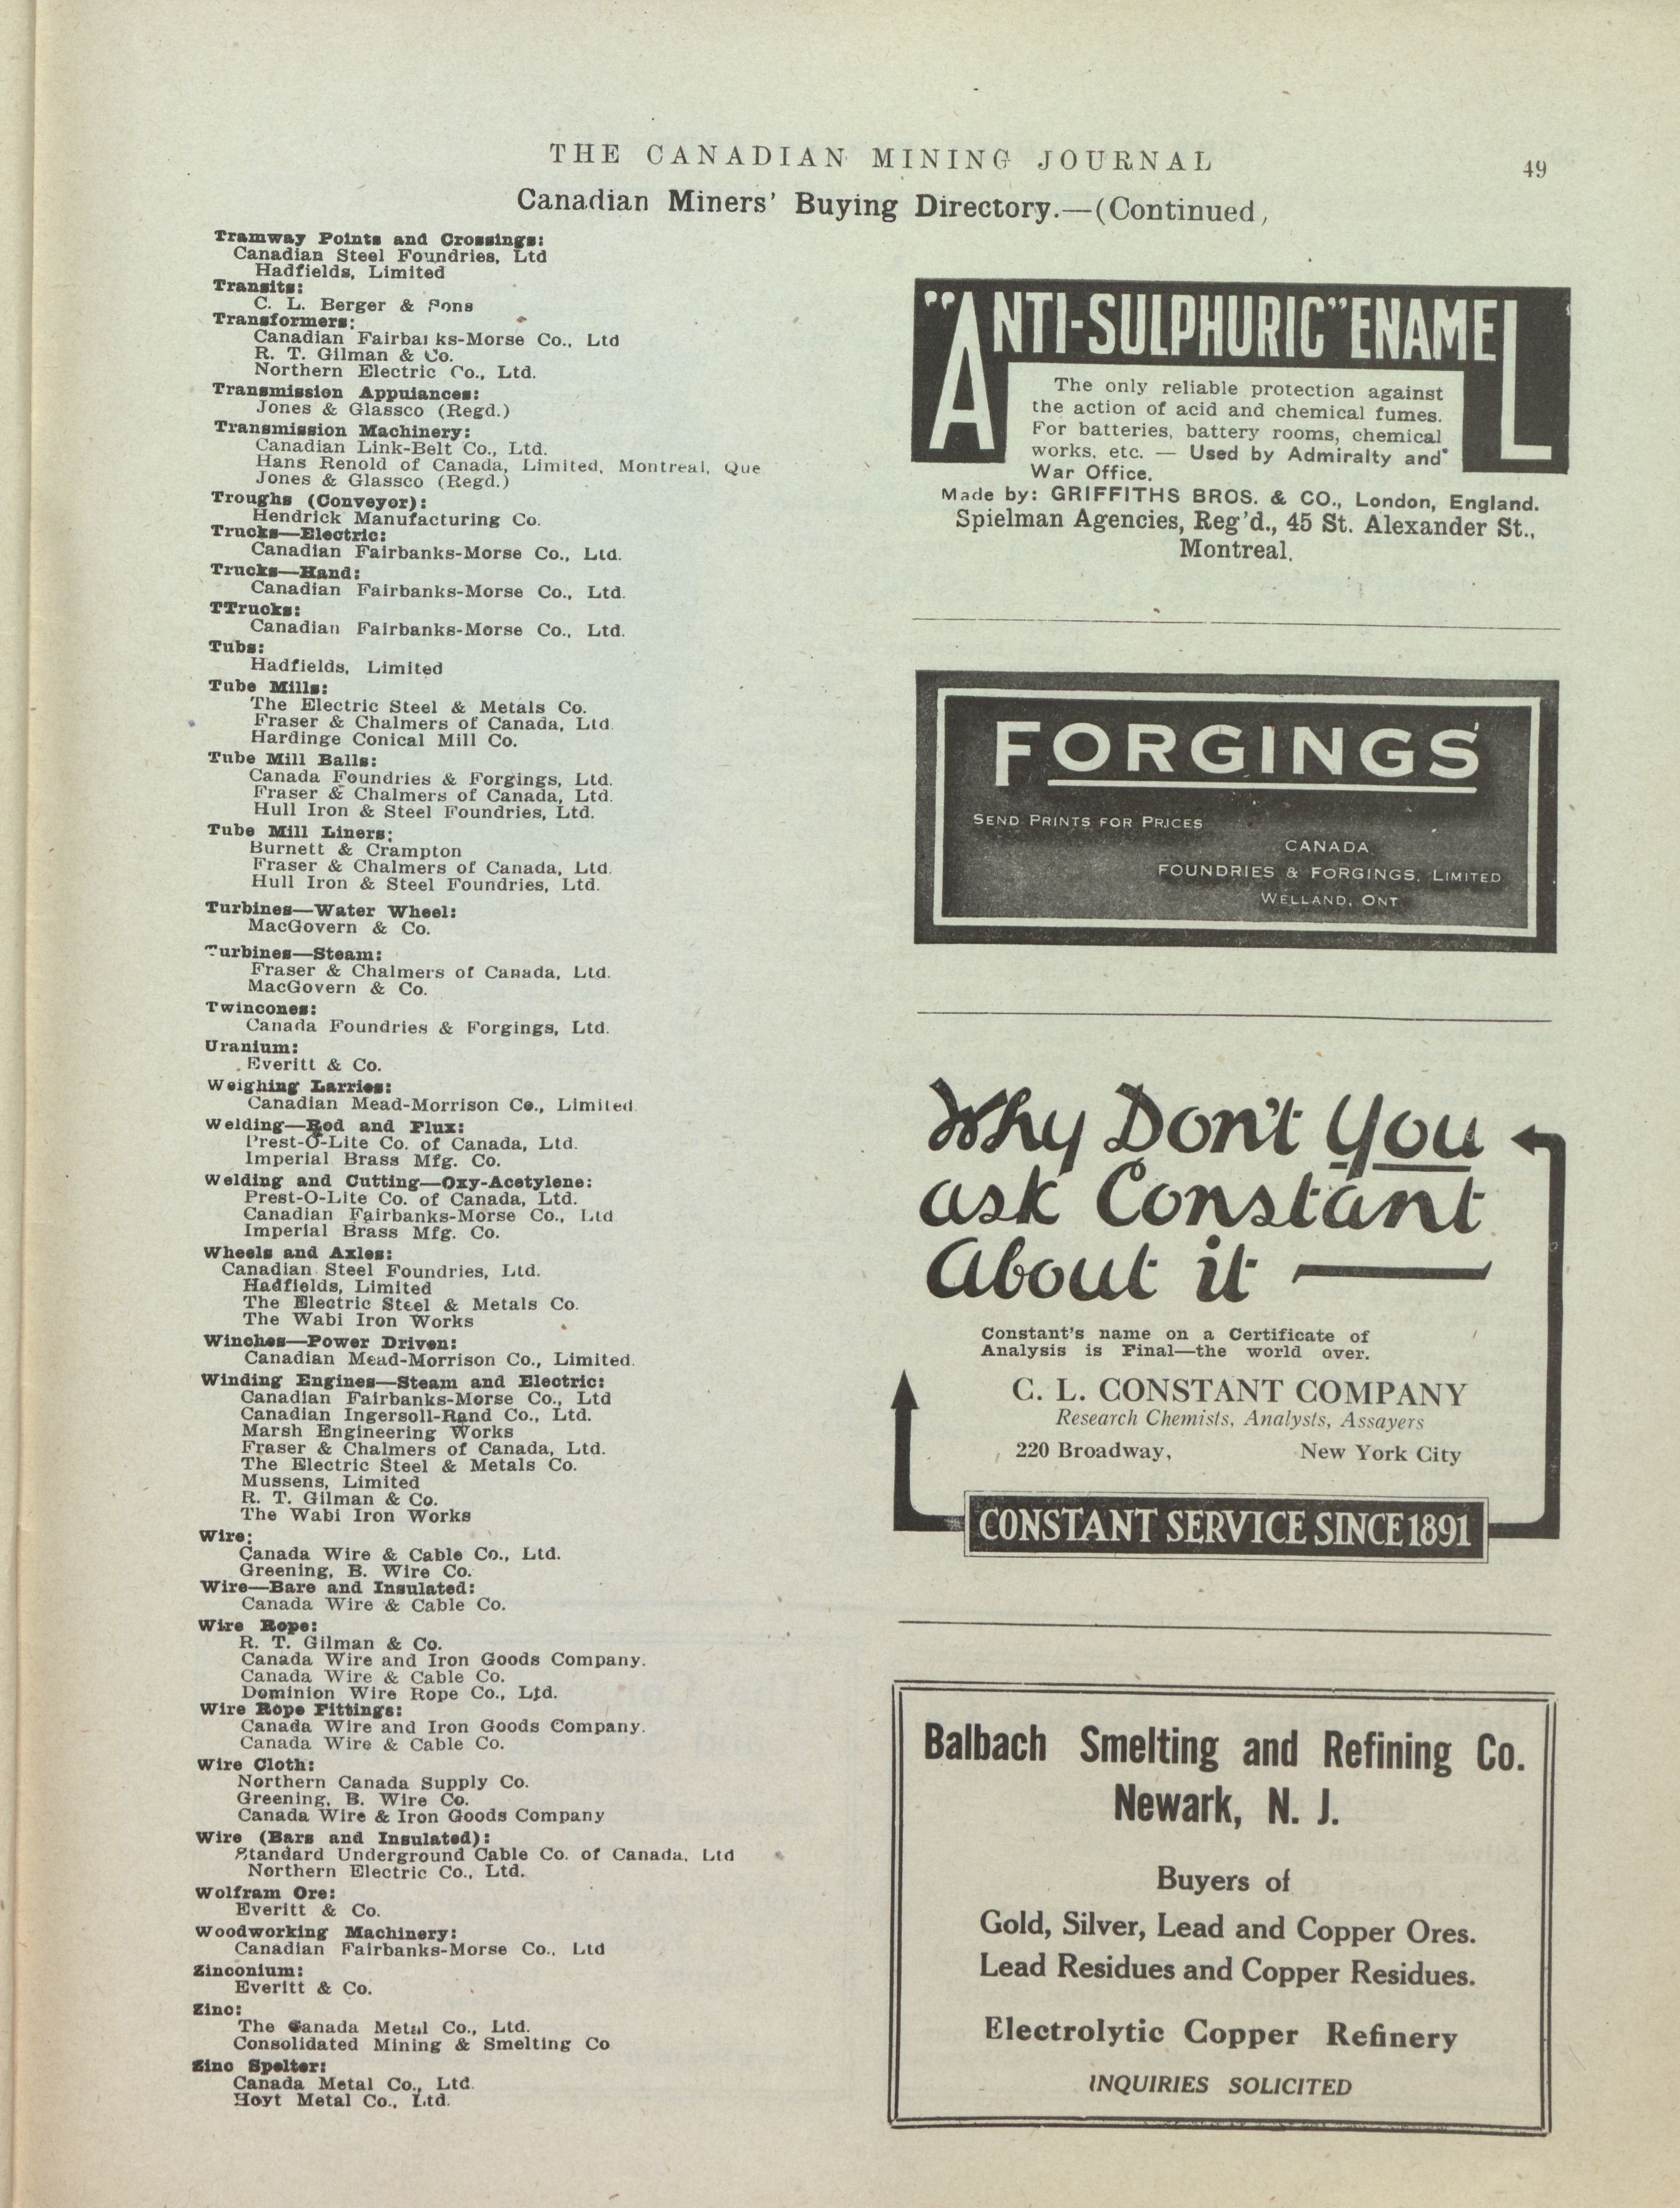 THE CANADIAN MINING JOURNAL
49
Canadian Miners' Buying Directory.—(Continued,
Tramway Points and Crossings:
Canadian Steel Foundries, Ltd
Hadfields, Limited
Transits:
C. L. Berger & Sons
Transformers:
Canadian Fairbai ks-Morse Co., Ltd
R. T. Gilman & Co.
Northern Electric Co., Ltd.
Transmission Appuiances:
Jones & Glassco (Regd.)
Transmission Machinery:
Canadian Link-Belt Co., Ltd.
Hans Renold of Canada, Limited, Montreal, Que
Jones & Glassco (Regd.)
Troughs (Conveyor):
Hendrick Manufacturing Co.
Trucks—Electric:
Canadian Fairbanks-Morse Co., Ltd.
Trucks—Hand:
Canadian Fairbanks-Morse Co., Ltd.
TTrucks:
Canadian Fairbanks-Morse Co., Ltd.
Tubs:
Hadfields, Limited
Tube Mills:
The Electric Steel & Metals Co.
Fraser & Chalmers of Canada, Ltd.
Hardinge Conical Mill Co.
Tube Mill Balls:
Canada Foundries & Forgings, Ltd.
Fraser & Chalmers of Canada, Ltd.
Hull Iron & Steel Foundries, Ltd.
Tube Mill Liners:
Burnett & Crampton
Fraser & Chalmers of Canada, Ltd.
Hull Iron & Steel Foundries, Ltd.
Turbines—Water Wheel:
MacGovern & Co.
Turbines—Steam:
Fraser & Chalmers of Canada, Ltd.
MacGovern & Co.
Twincones:
Canada Foundries & Forgings, Ltd.
Uranium:
Everitt & Co.
Weighing Larries:
Canadian Mead-Morrison Co., Limited.
Welding—Rod and Flux:
Prest-O-Lite Co. of Canada, Ltd.
Imperial Brass Mfg. Co.
Welding and Cutting—Oxy-Acetylene:
Prest-O-Lite Co. of Canada, Ltd.
Canadian Fairbanks-Morse Co., Ltd
Imperial Brass Mfg. Co.
Wheels and Axles:
Canadian Steel Foundries, Ltd.
Hadfields, Limited
The Electric Steel & Metals Co.
The Wabi Iron Works
Winches—Power Driven:
Canadian Mead-Morrison Co., Limited.
Winding Engines—Steam and Electric:
Canadian Fairbanks-Morse Co., Ltd
Canadian Ingersoll-Rand Co., Ltd.
Marsh Engineering Works
Fraser & Chalmers of Canada, Ltd.
The Electric Steel & Metals Co.
Mussens, Limited
R. T. Gilman & Co.
The Wabi Iron Works
Wire:
Canada Wire & Cable Co., Ltd.
Greening, B. Wire Co.
Wire—Bare and Insulated:
Canada Wire & Cable Co.
Wire Rope:
R. T. Gilman & Co.
Canada Wire and Iron Goods Company.
Canada Wire & Cable Co.
Dominion Wire Rope Co., Ltd.
Wire Rope Fittings:
Canada Wire and Iron Goods Company.
Canada Wire & Cable Co.
Wire Cloth:
Northern Canada Supply Co.
Greening, B. Wire Co.
Canada Wire & Iron Goods Company
Wire (Bars and Insulated):
Standard Underground Cable Co. of Canada, Ltd
Northern Electric Co., Ltd.
Wolfram Ore:
Everitt & Co.
Woodworking Machinery:
Canadian Fairbanks-Morse Co., Ltd
Zinconium:
Everitt & Co.
Zinc:
The Canada Metal Co., Ltd.
Consolidated Mining & Smelting Co
Zinc Spelter:
Canada Metal Co., Ltd.
Hoyt Metal Co., Ltd.
"ANTI-SULPHURIC" ENAMEL
The only reliable protection against
the action of acid and chemical fumes.
For batteries, battery rooms, chemical
works, etc. — Used by Admiralty and
War Office.
Made by: GRIFFITHS BROS. & CO., London, England.
Spielman Agencies, Reg'd., 45 St. Alexander St.,
Montreal.
FORGINGS
SEND PRINTS FOR PRICES
CANADA
FOUNDRIES & FORGINGS, LIMITED
WELLAND, ONT
Why Don't You
ask Constant
About it —
Constant's name on a Certificate of
Analysis is Final—the world over.
C. L. CONSTANT COMPANY
Research Chemists, Analysts, Assayers
220 Broadway, New York City
CONSTANT SERVICE SINCE 1891
Balbach Smelting and Refining Co.
Newark, N. J.
Buyers of
Gold, Silver, Lead and Copper Ores.
Lead Residues and Copper Residues.
Electrolytic Copper Refinery
INQUIRIES SOLICITED